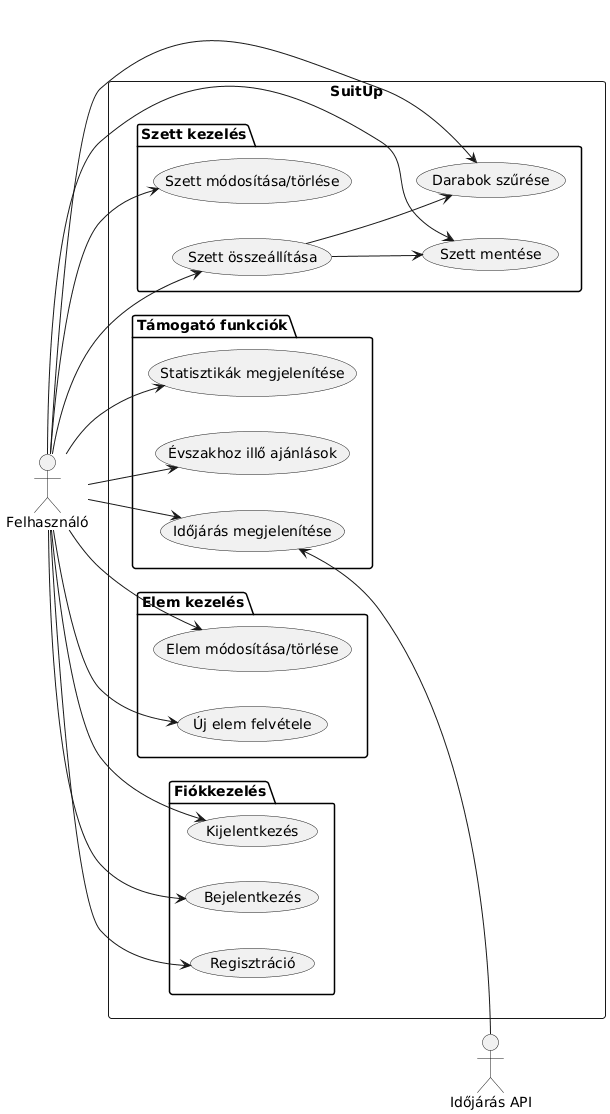 SuitUp
Szett kezelés
Szett módosítása/törlése
Darabok szűrése
Szett összeállítása
Szett mentése
Támogató funkciók
Statisztikák megjelenítése
Évszakhoz illő ajánlások
Időjárás megjelenítése
Felhasználó
Elem kezelés
Elem módosítása/törlése
Új elem felvétele
Fiókkezelés
Kijelentkezés
Bejelentkezés
Regisztráció
Időjárás API